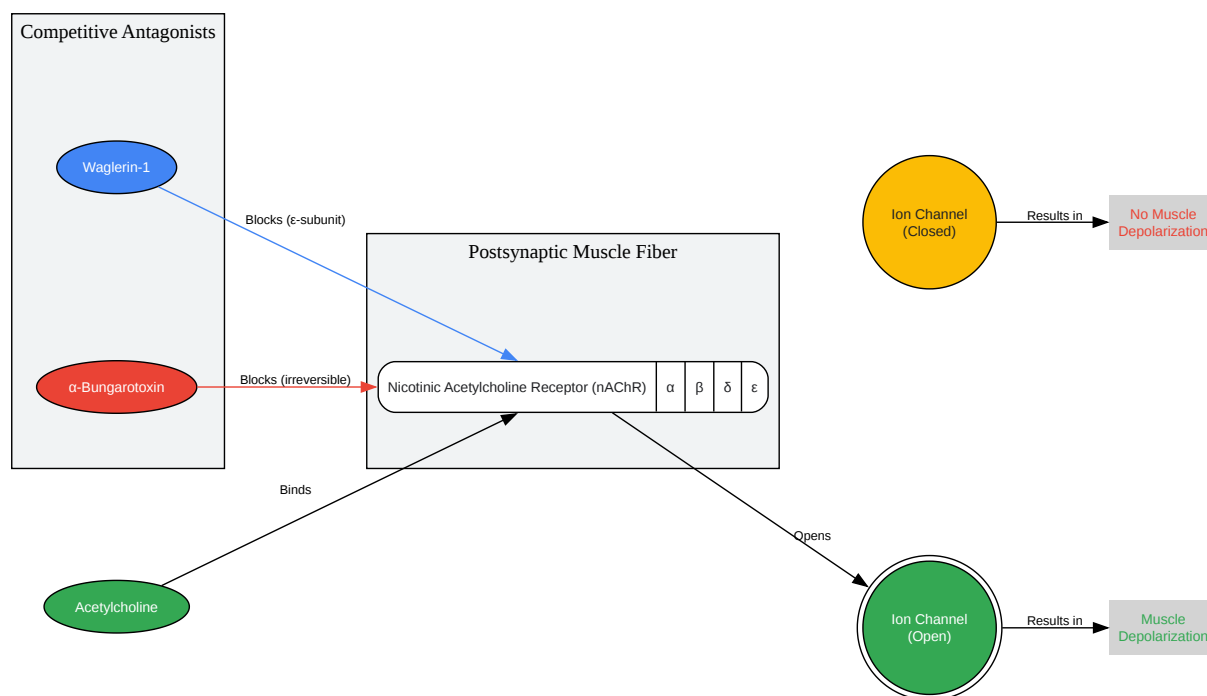 Competitive Antagonists
Waglerin-1
Blocks (ε-subunit)
Ion Channel
(Closed)
Results in
No Muscle
Depolarization
Postsynaptic Muscle Fiber
α-Bungarotoxin
Blocks (irreversible)
Nicotinic Acetylcholine Receptor (nAChR)
α
β
δ
ε
Binds
Opens
Acetylcholine
Ion Channel
(Open)
Results in
Muscle
Depolarization